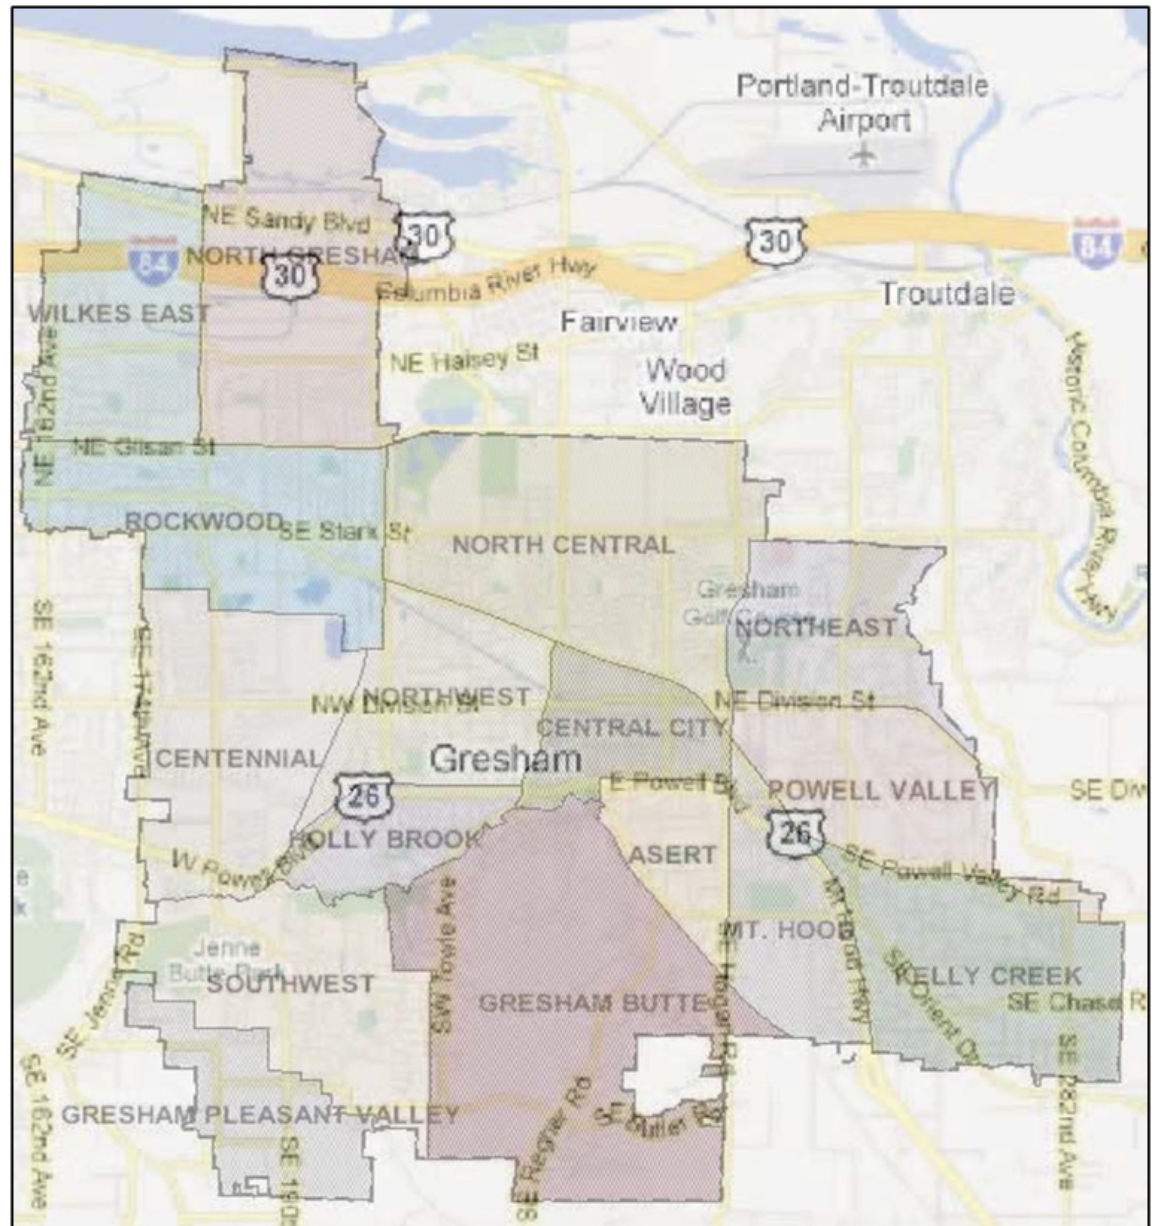 Portland-Troutdale
Airport
NE Sandy Blvd
30
30
30
84
84
NORTH GRESHAM
Columbia River Hwy
Troutdale
WILKES EAST
Fairview
NE Halsey St
Wood
Village
NE 162nd Ave
Historic Columbia River Hwy
NE Glisan St
ROCKWOOD
SE Stark St
NORTH CENTRAL
Gresham
Golf Course
NORTHEAST
SE 162nd Ave
SE 174th Ave
NORTHWEST
NW Division St
NE Division St
CENTRAL CITY
CENTENNIAL
Gresham
E Powell Blvd
POWELL VALLEY
SE Div
26
26
HOLLY BROOK
W Powell Blvd
ASERT
SE Powell Valley Rd
SW Towle Ave
Mt Hood Hwy
MT. HOOD
SE Jenne Rd
Jenne
Butte Park
SOUTHWEST
GRESHAM BUTTE
SE Hogan Rd
SE Orient Dr
KELLY CREEK
SE Chase R
SE 162nd Ave
GRESHAM PLEASANT VALLEY
SE 190t
SE Regner Rd
SE Butler Rd
SE 282nd Ave